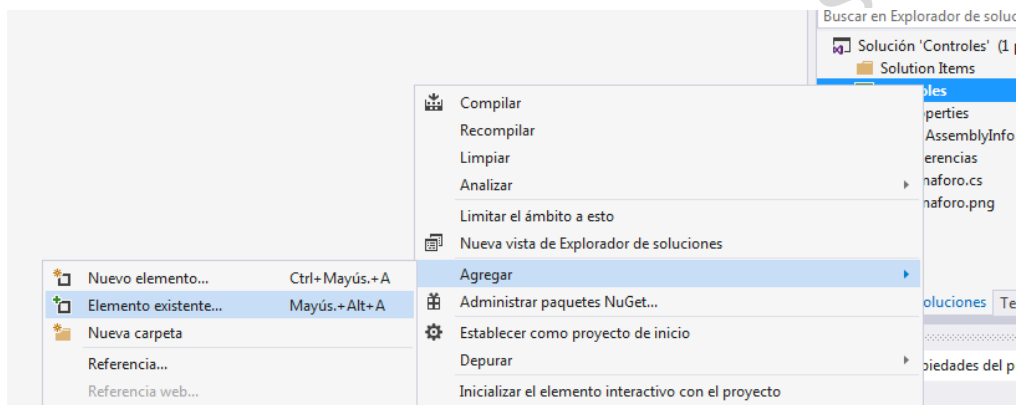 Buscar en Explorador de soluc
Solución 'Controles' (1 p
Solution Items
oles
perties
AssemblyInfo.
erencias
naforo.cs
naforo.png
oluciones Te
piedades del p
Compilar
Recompilar
Limpiar
Analizar
Limitar el ámbito a esto
Nueva vista de Explorador de soluciones
Agregar
Administrar paquetes NuGet...
Establecer como proyecto de inicio
Depurar
Inicializar el elemento interactivo con el proyecto
Nuevo elemento... Ctrl+Mayús.+A
Elemento existente... Mayús.+Alt+A
Nueva carpeta
Referencia...
Referencia web...